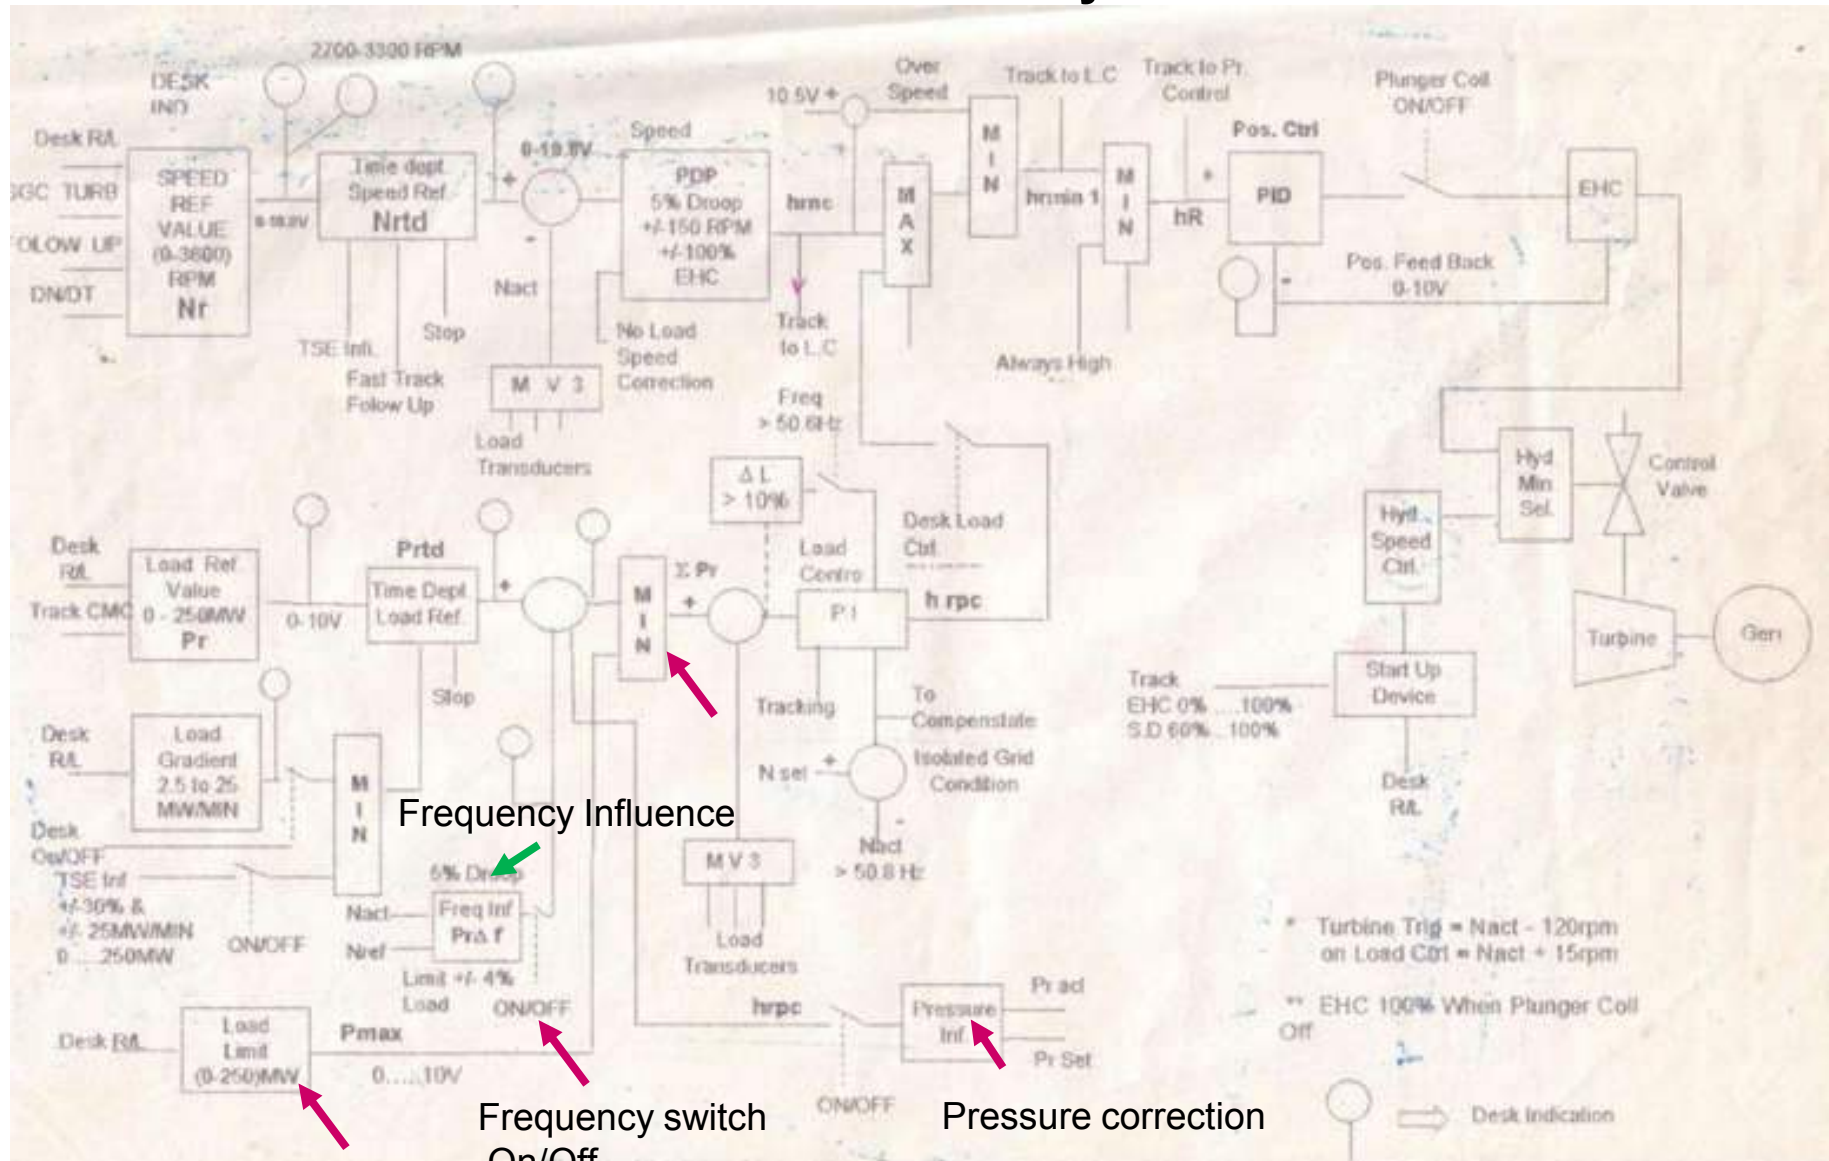 2700-3300 RPM
DESK
IND
Desk R/L
TURB
FOLOW UP
DN/DT
SPEED
REF
VALUE
(0-3600)
RPM
Nr
Time dept
Speed Ref.
Nrtd
TSE Infl.
Fast Track
Folow Up
Stop
+
-
Nact
M V 3
Load
Transducers
Speed
PDP
5% Droop
+/-150 RPM
+/-100%
EHC
No Load
Speed
Correction
hrnc
Track
to L.C
10.5V +
Over
Speed
MAX
MIN
Track to L.C
hrmin 1
MIN
Always High
Track to Pr.
Control
hR
+
Pos. Ctrl
PID
-
Plunger Coil
ON/OFF
EHC
Pos. Feed Back
0-10V
Hyd
Min
Sel.
Control
Valve
Hyd.
Speed
Ctrl.
Start Up
Device
Track
EHC 0% ....100%
S.D 60%...100%
Desk
R/L
Turbine
Gen
Freq
> 50.6Hz
Δ L
> 10%
Desk Load
Ctrl.
Load
P I
h rpc
Tracking
To
Compenstate
Isolated Grid
Condition
N set
+
-
Nact
> 50.8 Hz
Desk
R/L
Track CMC
Load Ref.
Value
0 - 250MW
Pr
0-10V
Prtd
Time Dept
Load Ref.
Stop
+
MIN
Σ Pr
+
M V 3
Load
Transducers
Desk
R/L
Load
Gradient
2.5 to 25
MW/MIN
MIN
Desk
On/OFF
TSE Inf
+/-30% &
+/- 25MW/MIN
0.....250MW
ON/OFF
Frequency Influence
5% Droop
Nact
Nref
Freq Inf
PrΔ f
Limit +/- 4%
Load
ON/OFF
Desk R/L
Load
Limit
(0-250)MW
Pmax
0.....10V
hrpc
Pressure
Inf.
Pr act
Pr Set
ON/OFF
Frequency switch
On/Off
Pressure correction
* Turbine Trig = Nact - 120rpm
on Load Ctrl = Nact + 15rpm
** EHC 100% When Plunger Coil
Off
Desk Indication